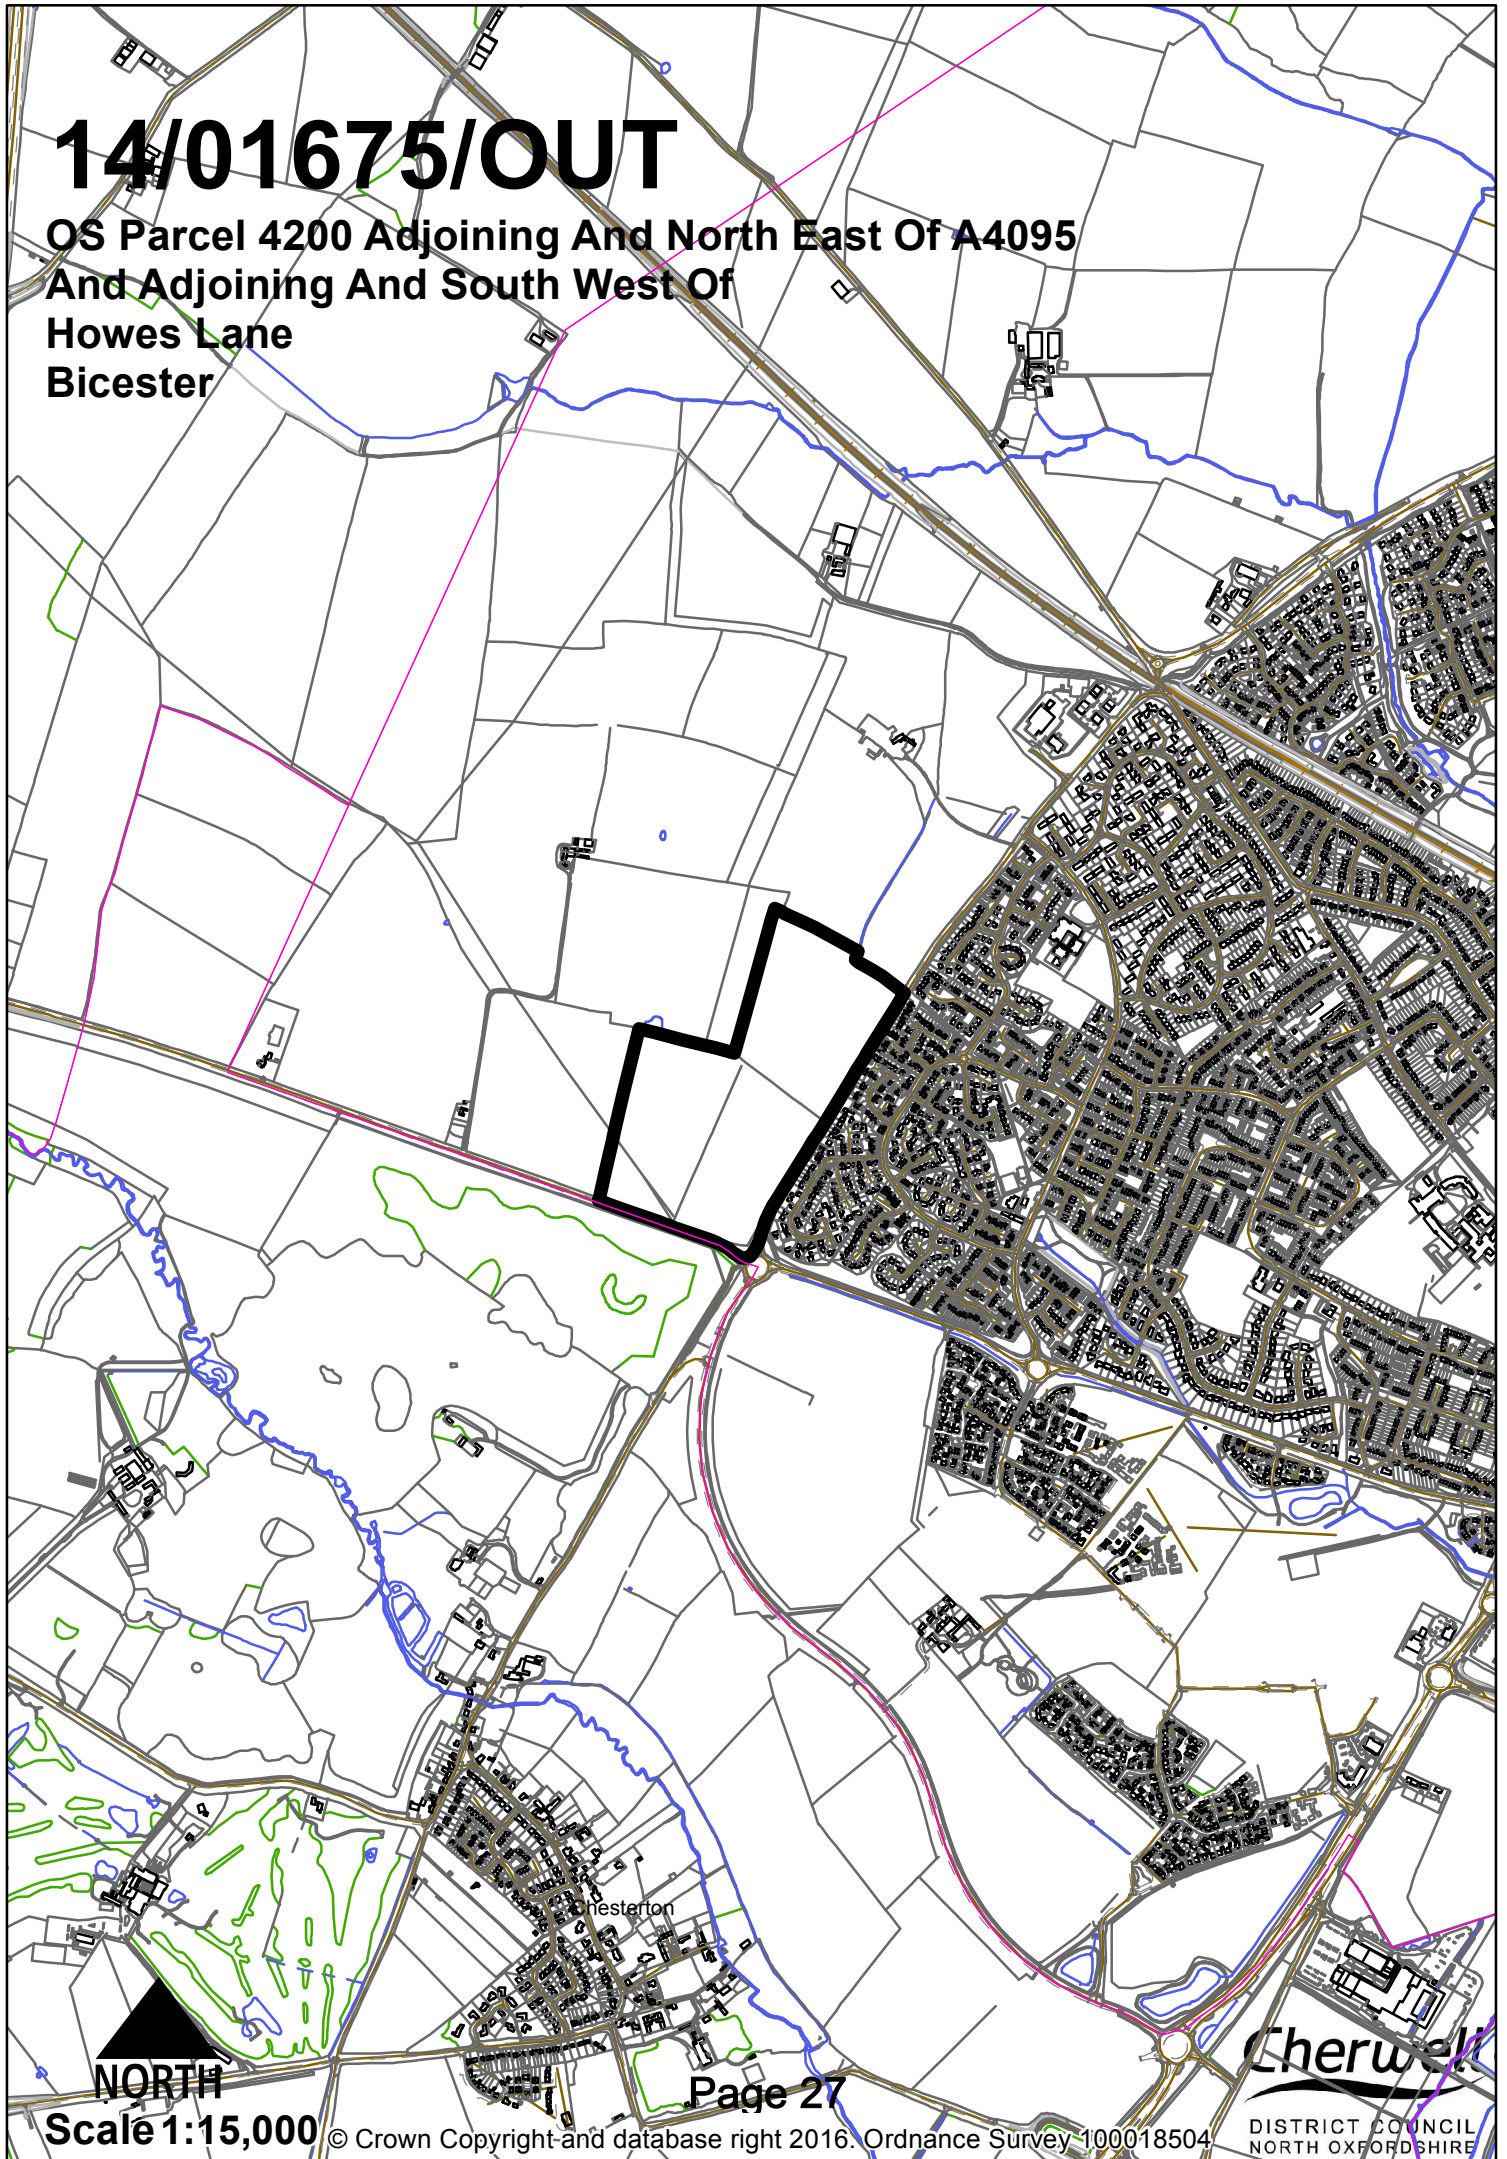 14/01675/OUT
OS Parcel 4200 Adjoining And North East Of A4095
And Adjoining And South West Of
Howes Lane
Bicester
Chesterton
NORTH
Scale 1:15,000
© Crown Copyright and database right 2016. Ordnance Survey 100018504
Page 27
Cherwell
DISTRICT COUNCIL
NORTH OXFORDSHIRE